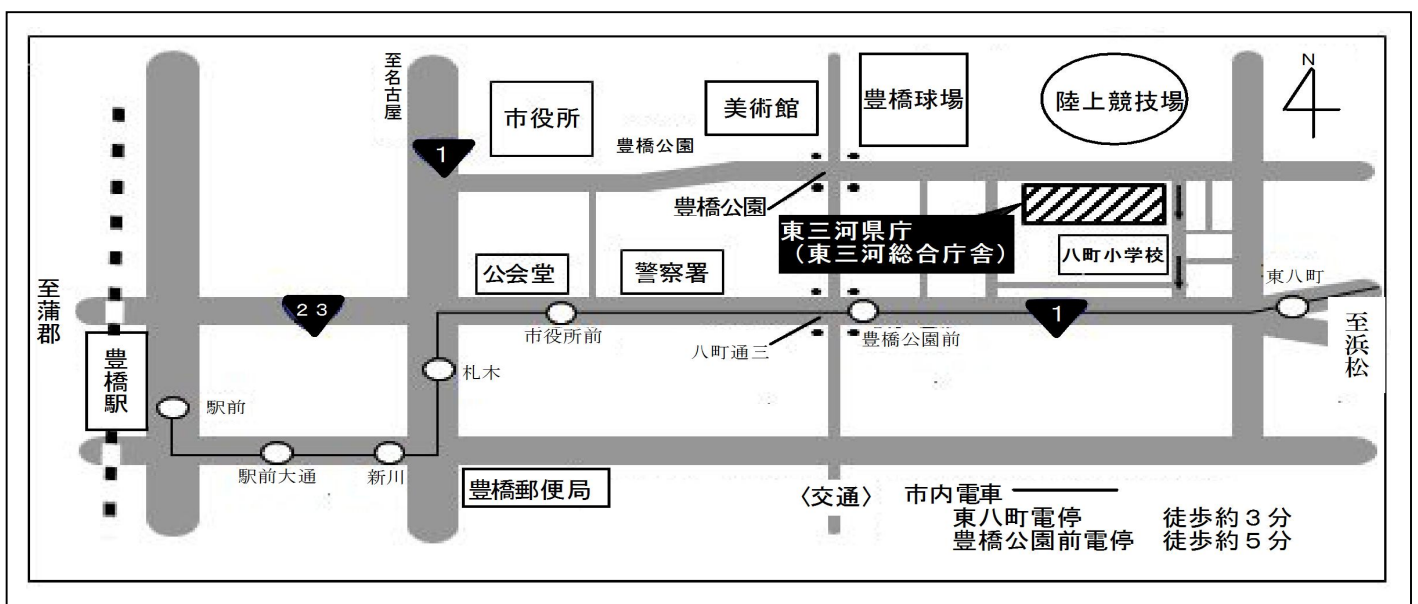 至名古屋
市役所
美術館
豊橋球場
陸上競技場
N
1
豊橋公園
豊橋公園
東三河県庁
(東三河総合庁舎)
八町小学校
公会堂
警察署
東八町
至蒲郡
23
1
市役所前
八町通三
豊橋公園前
至浜松
豊橋駅
札木
駅前
駅前大通
新川
豊橋郵便局
〈交通〉 市内電車
東八町電停 徒歩約3分
豊橋公園前電停 徒歩約5分